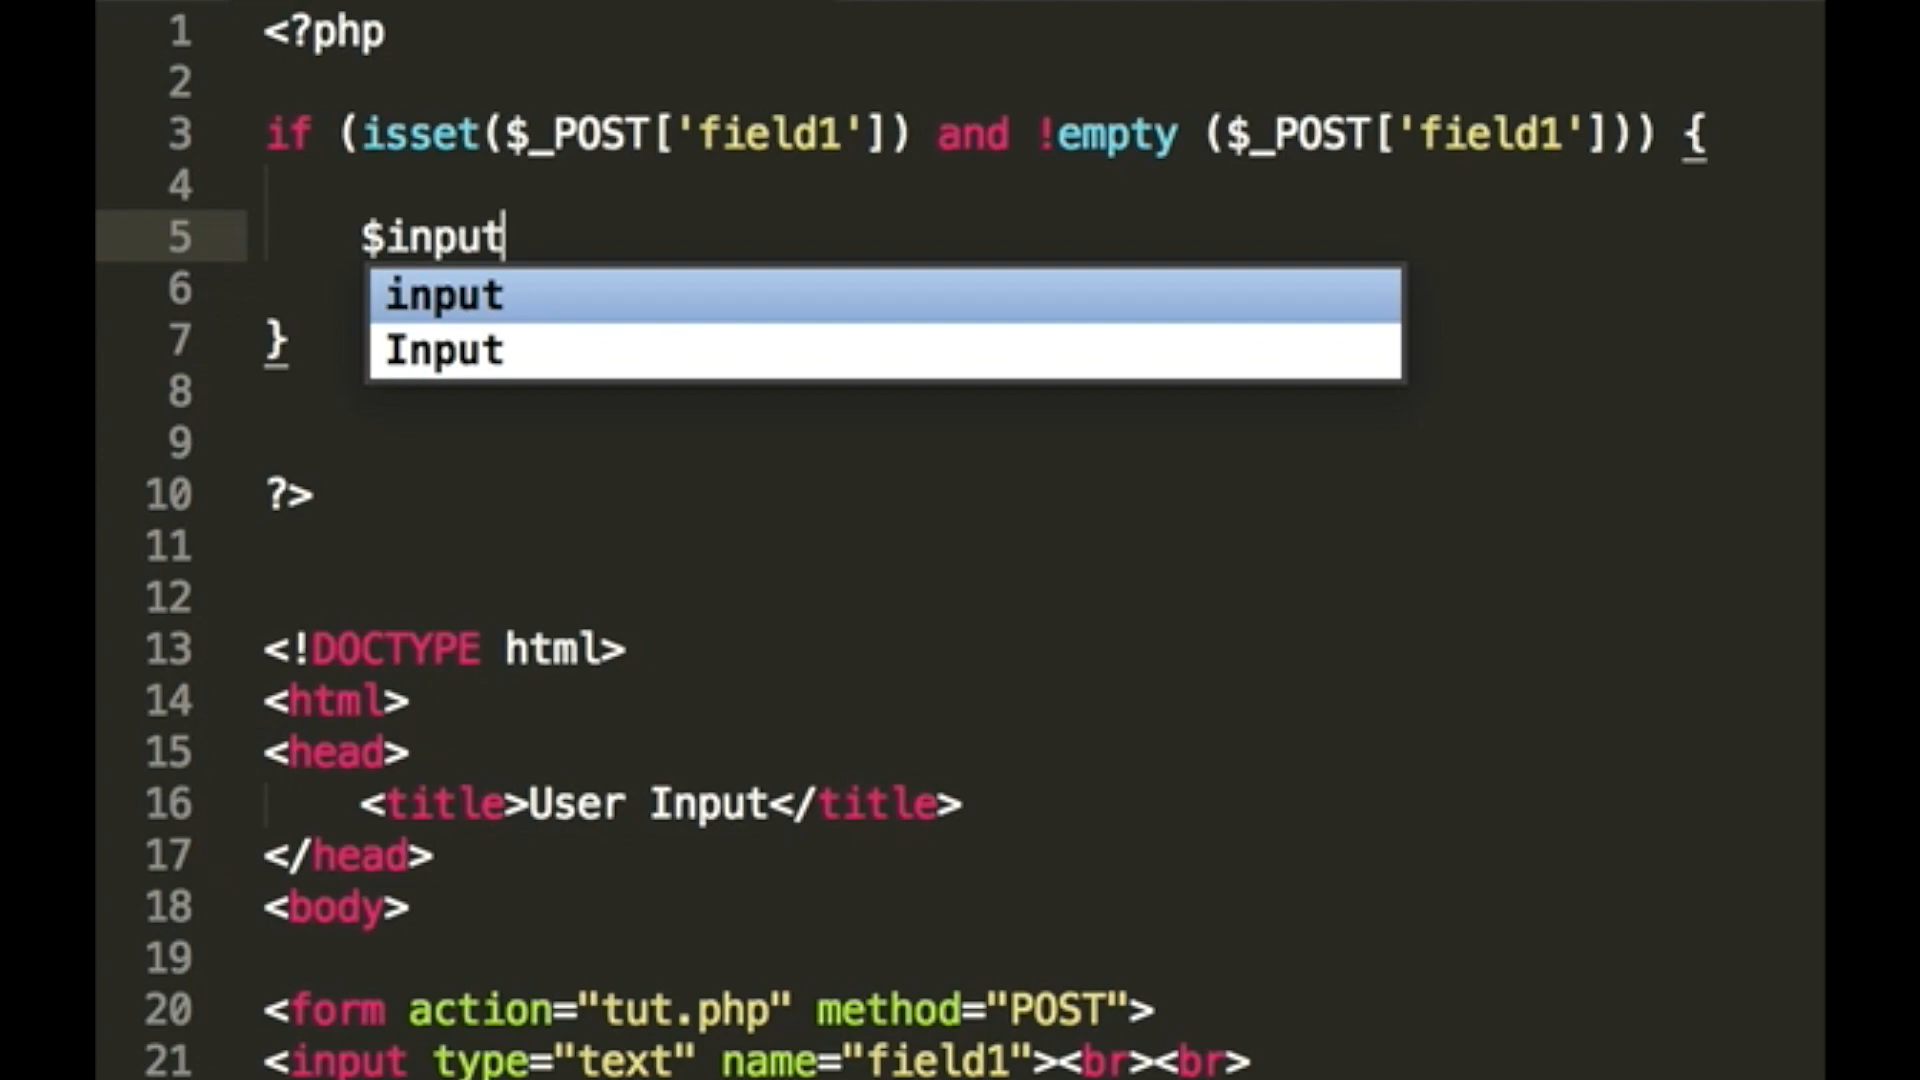 1 <?php
2
3 if (isset($_POST['field1']) and !empty ($_POST['field1'])) {
4
5 $input
input
6
Input
7 }
8
9
10 ?>
11
12
13 <!DOCTYPE html>
14 <html>
15 <head>
16 <title>User Input</title>
17 </head>
18 <body>
19
20 <form action="tut.php" method="POST">
21 <input type="text" name="field1"><br><br>